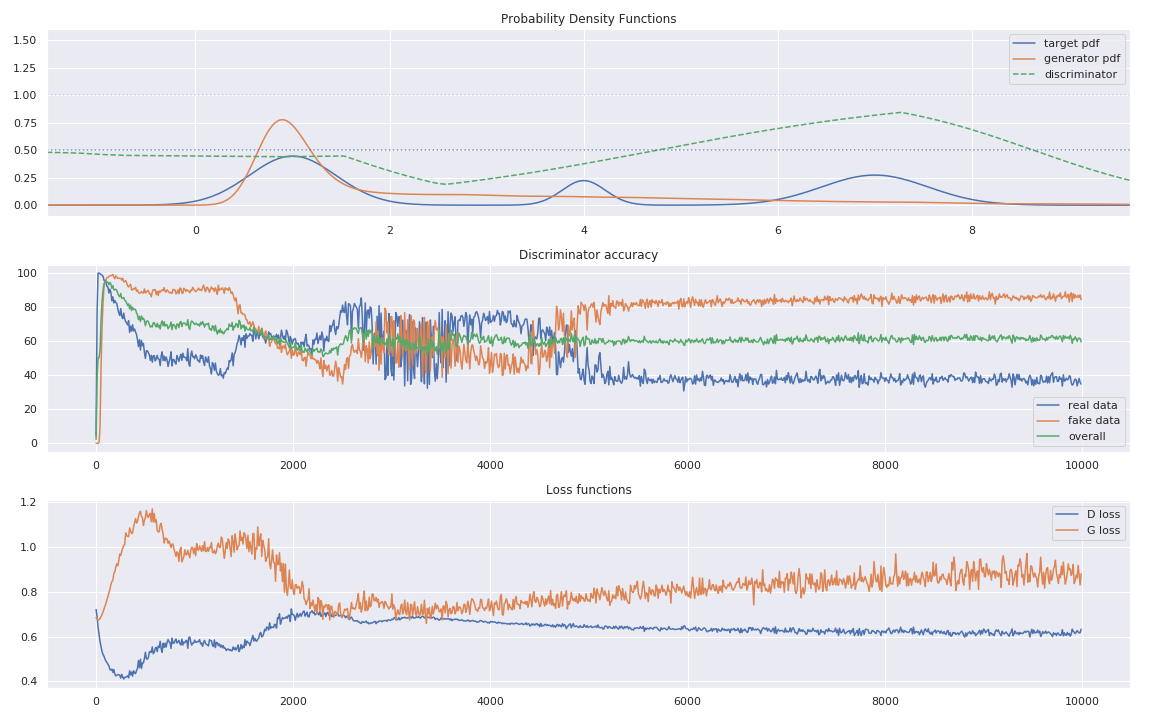 Probability Density Functions
1.50
1.25
1.00
0.75
0.50
0.25
0.00
target pdf
generator pdf
discriminator
0 2 4 6 8
Discriminator accuracy
100
80
60
40
20
0
real data
fake data
overall
0 2000 4000 6000 8000 10000
Loss functions
1.2
1.0
0.8
0.6
0.4
D loss
G loss
0 2000 4000 6000 8000 10000